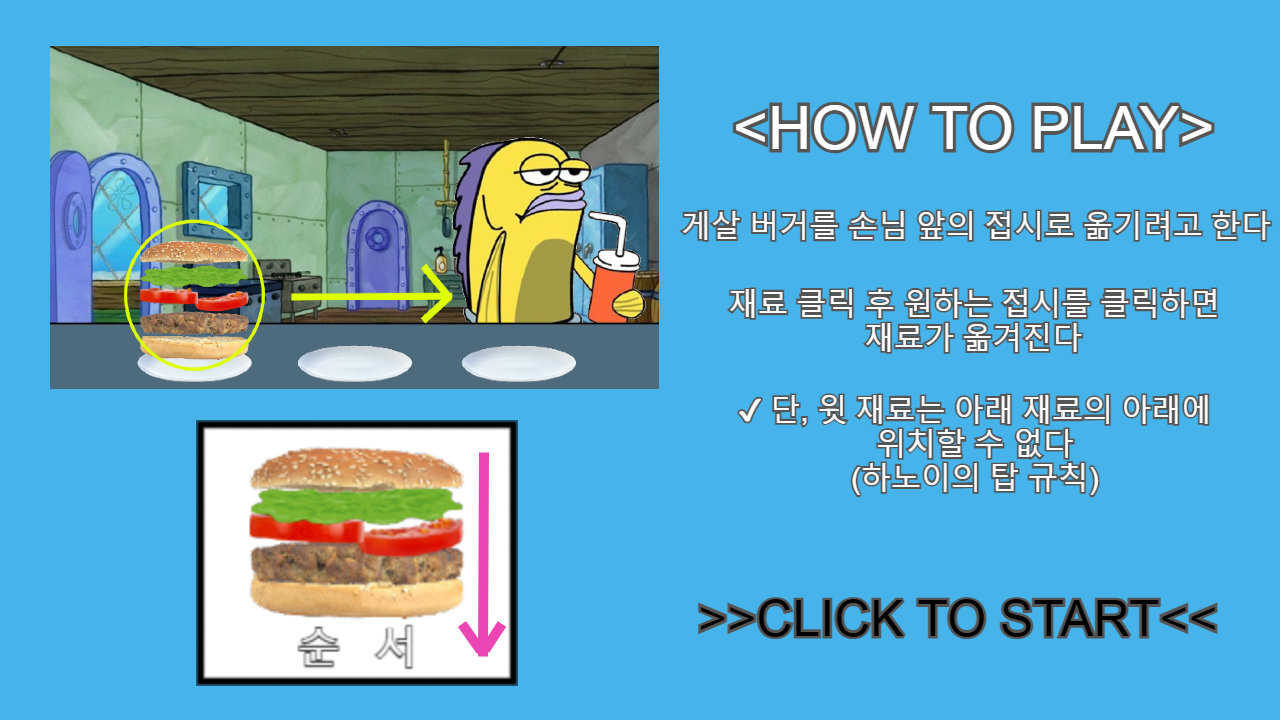 <HOW TO PLAY>
게살 버거를 손님 앞의 접시로 옮기려고 한다
재료 클릭 후 원하는 접시를 클릭하면
재료가 옮겨진다
✔ 단, 윗 재료는 아래 재료의 아래에
위치할 수 없다
(하노이의 탑 규칙)
순 서
>>CLICK TO START<<